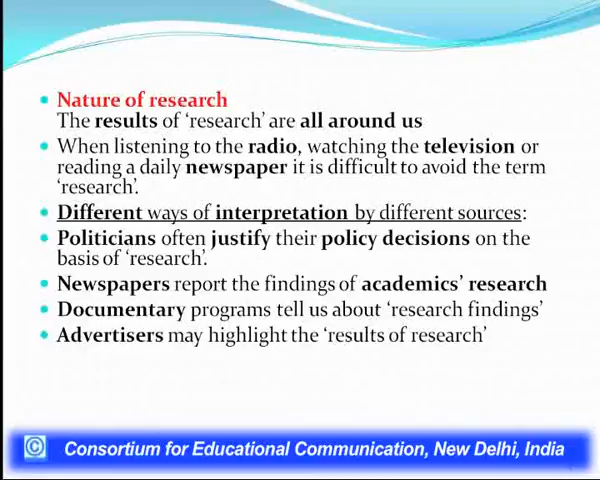 Nature of research
The results of ‘research’ are all around us
When listening to the radio, watching the television or
reading a daily newspaper it is difficult to avoid the term
‘research’.
Different ways of interpretation by different sources:
Politicians often justify their policy decisions on the
basis of ‘research’.
Newspapers report the findings of academics’ research
Documentary programs tell us about ‘research findings’
Advertisers may highlight the ‘results of research’
© Consortium for Educational Communication, New Delhi, India